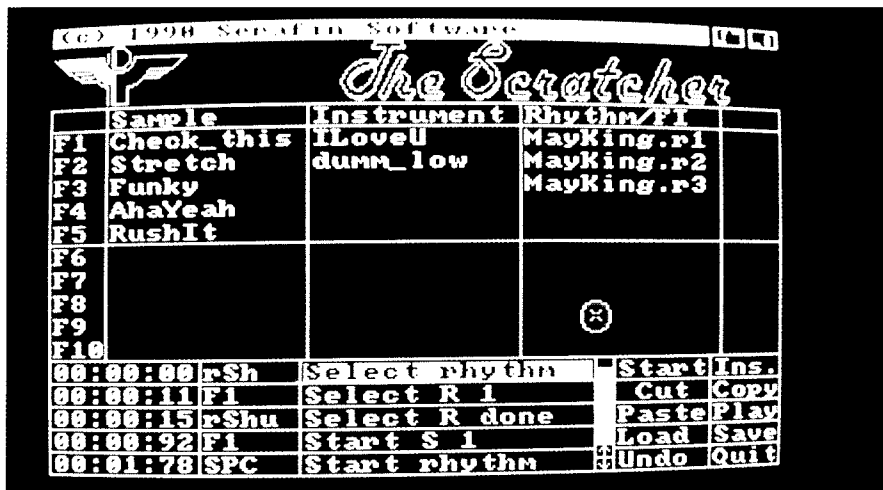 (c) 1990 Serafin Software
The Scratcher
Sample Instrument Rhythm/FI
F1 Check_this ILoveU MayKing.r1
F2 Stretch dumm_low MayKing.r2
F3 Funky MayKing.r3
F4 AhaYeah
F5 RushIt
F6
F7
F8
F9
F10
00:00:00 rSh Select rhythm Start Ins.
00:00:11 F1 Select R 1 Cut Copy
00:00:15 rShu Select R done Paste Play
00:00:92 F1 Start S 1 Load Save
00:01:78 SPC Start rhythm Undo Quit